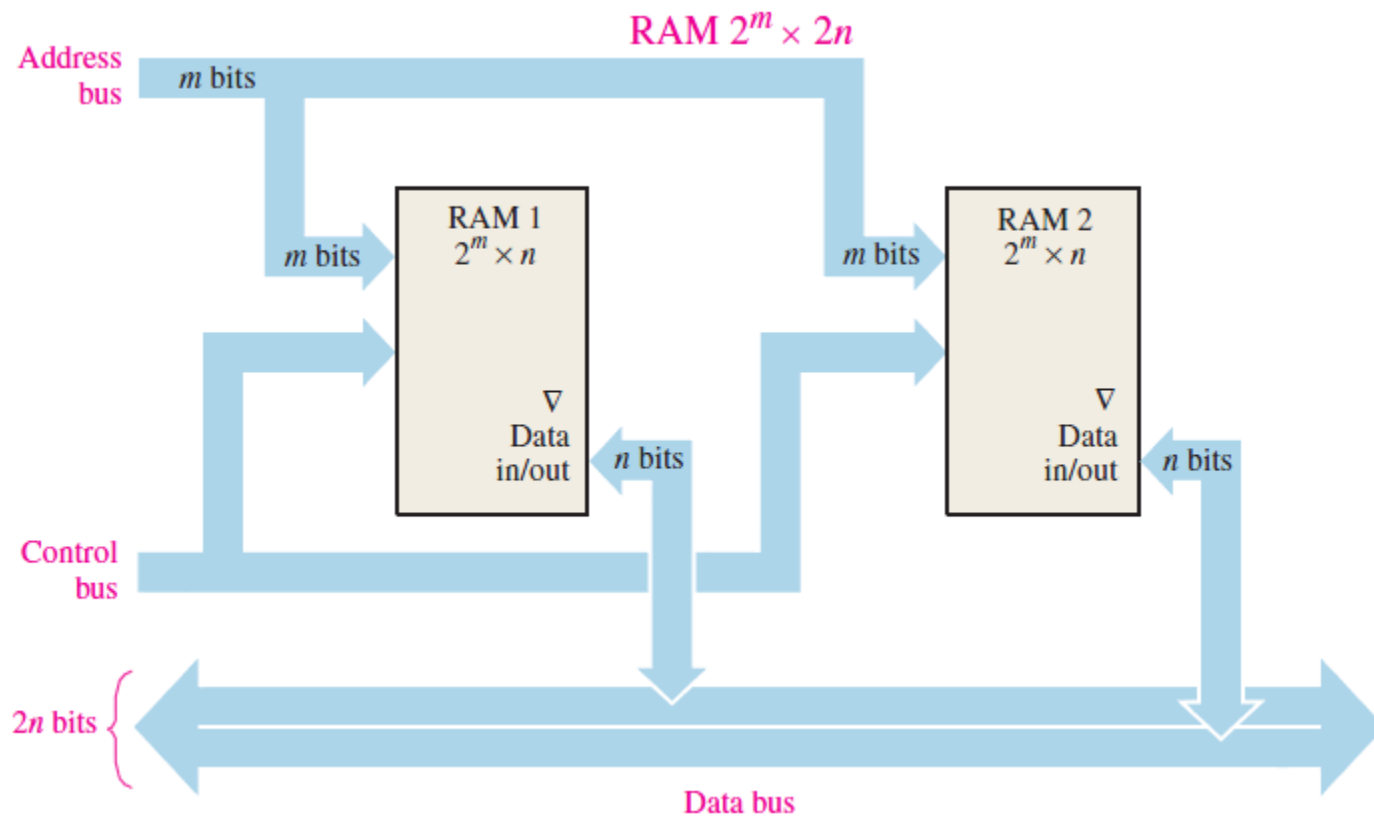 RAM 2^m × 2n
Address
bus
m bits
m bits
m bits
RAM 1
2^m × n
RAM 2
2^m × n
∇
Data
in/out
n bits
∇
Data
in/out
n bits
Control
bus
2n bits
Data bus